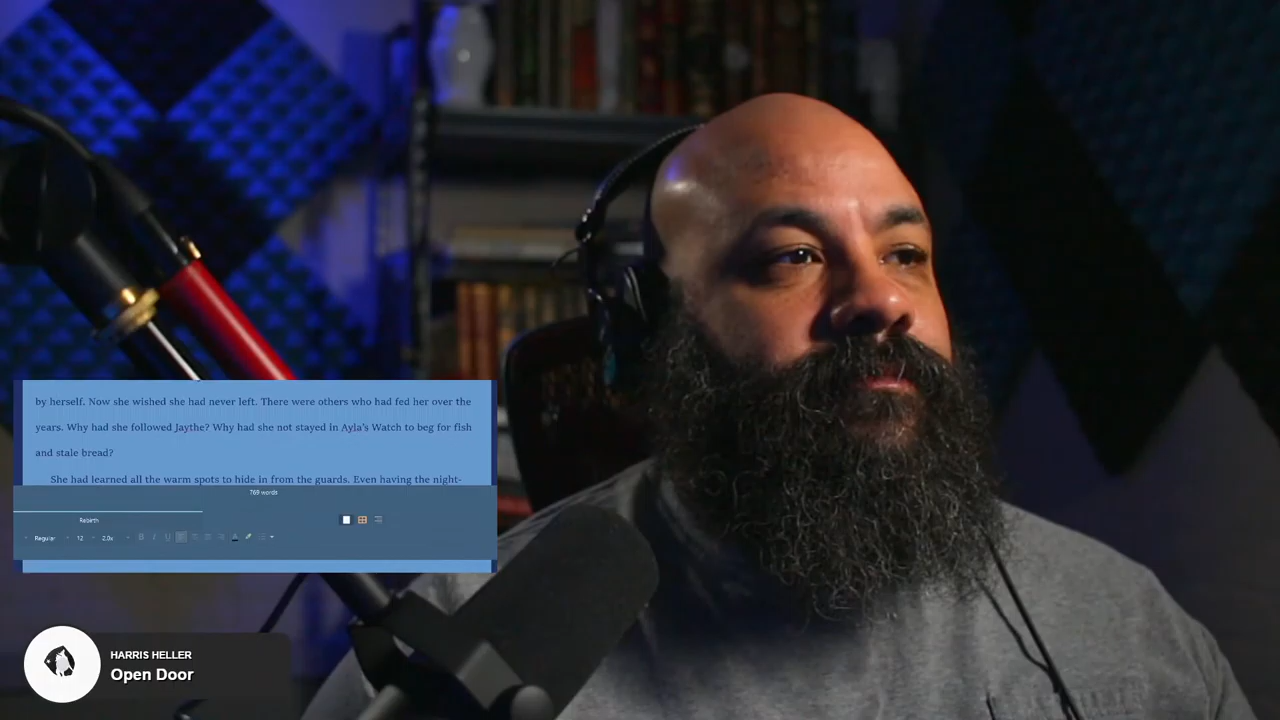 by herself. Now she wished she had never left. There were others who had fed her over the
years. Why had she followed Jaythe? Why had she not stayed in Ayla's Watch to beg for fish
and stale bread?
She had learned all the warm spots to hide in from the guards. Even having the night-
769 words
Rebirth
Regular 12 2.0x B I U
HARRIS HELLER
Open Door